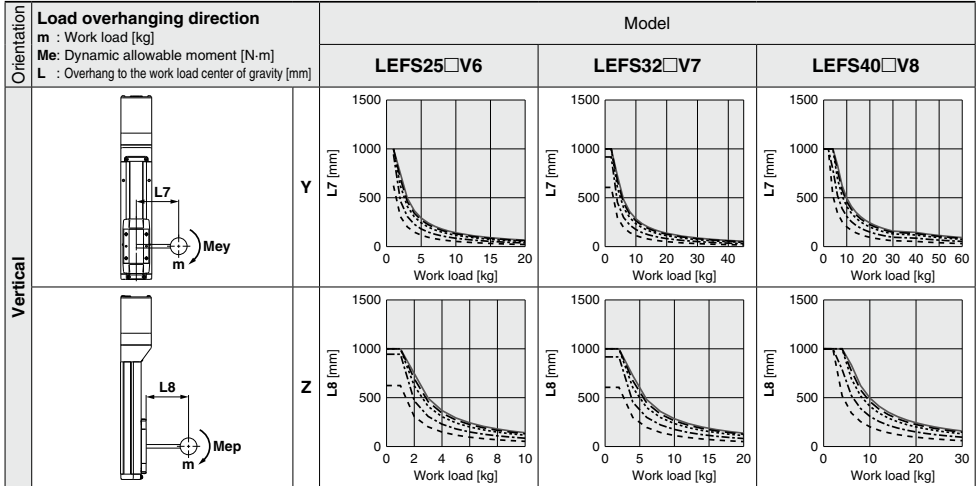 Orientation
Load overhanging direction
m : Work load [kg]
Me: Dynamic allowable moment [N·m]
L : Overhang to the work load center of gravity [mm]
Model
LEFS25□V6
LEFS32□V7
LEFS40□V8
Vertical
L7
Mey
m
Y
1500
1000
500
0
L7 [mm]
0 5 10 15 20
Work load [kg]
1500
1000
500
0
L7 [mm]
0 10 20 30 40
Work load [kg]
1500
1000
500
0
L7 [mm]
0 10 20 30 40 50 60
Work load [kg]
L8
Mep
m
Z
1500
1000
500
0
L8 [mm]
0 2 4 6 8 10
Work load [kg]
1500
1000
500
0
L8 [mm]
0 5 10 15 20
Work load [kg]
1500
1000
500
0
L8 [mm]
0 10 20 30
Work load [kg]